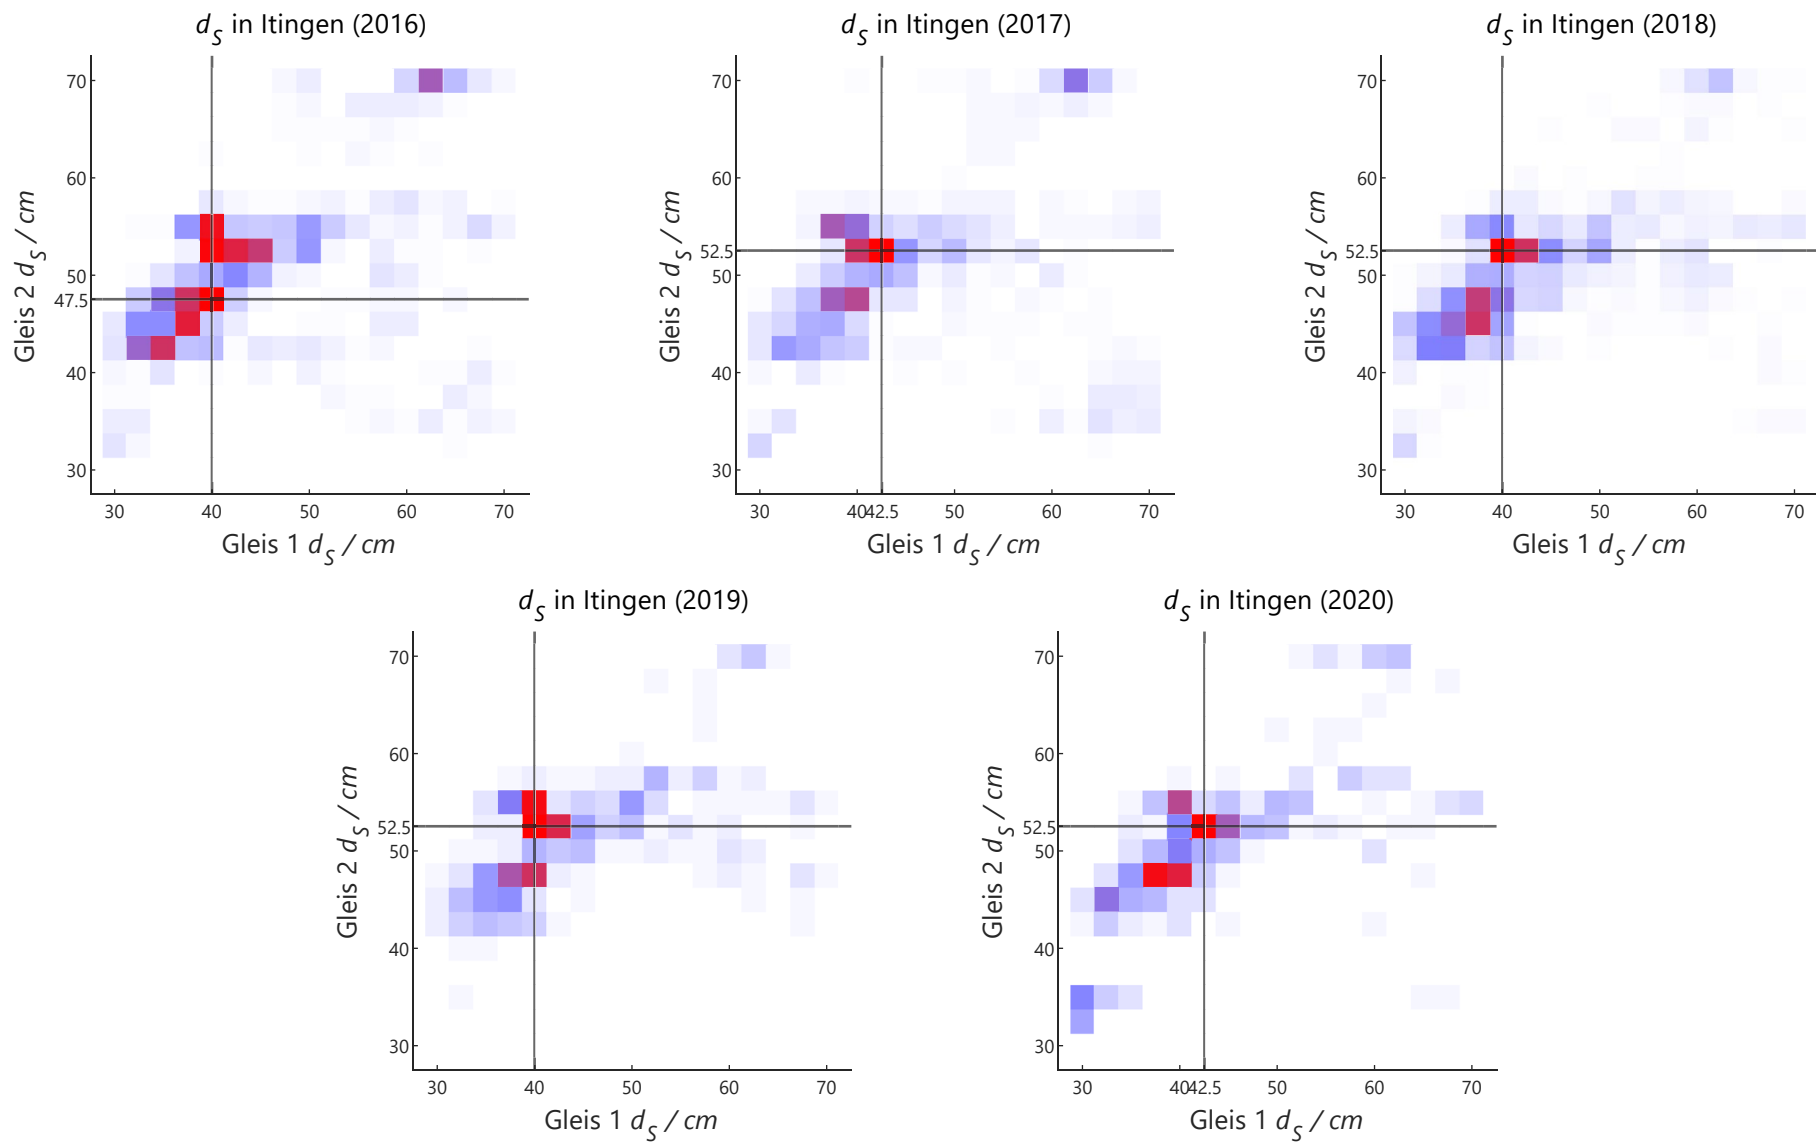 d_S in Itingen (2016)
70
60
50
47.5
40
30
Gleis 2 d_S / cm
30 40 50 60 70
Gleis 1 d_S / cm
d_S in Itingen (2017)
70
60
52.5
50
40
30
Gleis 2 d_S / cm
30 40 42.5 50 60 70
Gleis 1 d_S / cm
d_S in Itingen (2018)
70
60
52.5
50
40
30
Gleis 2 d_S / cm
30 40 50 60 70
Gleis 1 d_S / cm
d_S in Itingen (2019)
70
60
52.5
50
40
30
Gleis 2 d_S / cm
30 40 50 60 70
Gleis 1 d_S / cm
d_S in Itingen (2020)
70
60
52.5
50
40
30
Gleis 2 d_S / cm
30 40 42.5 50 60 70
Gleis 1 d_S / cm